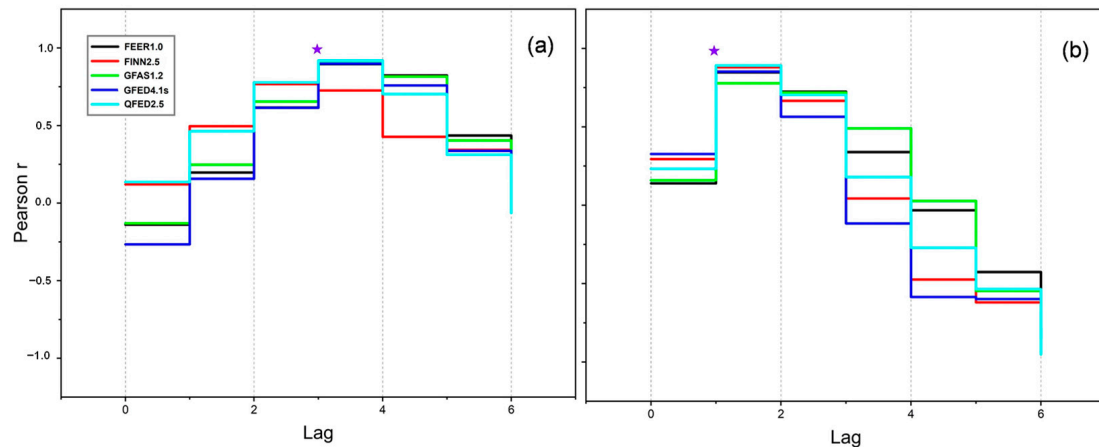 (a)
FEER1.0
FINN2.5
GFAS1.2
GFED4.1s
QFED2.5
1.0
0.5
0.0
−0.5
−1.0
Pearson r
0 2 4 6
Lag
(b)
0 2 4 6
Lag